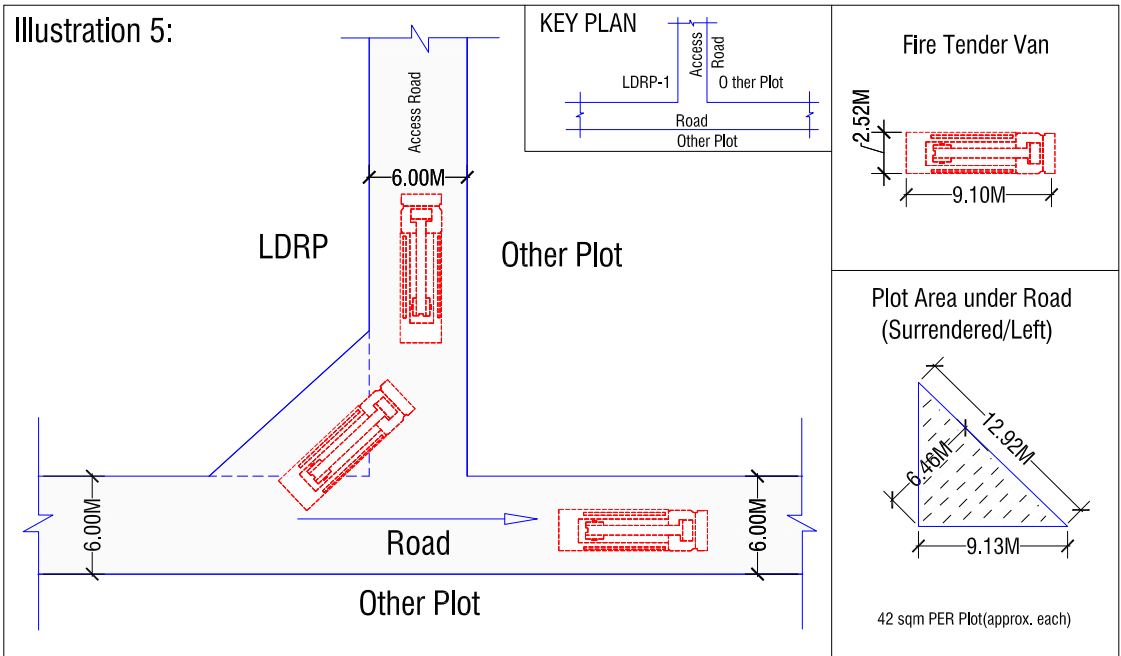 Illustration 5:
Access Road
6.00M
LDRP
Other Plot
6.00M
Road
6.00M
Other Plot
KEY PLAN
Access
Road
LDRP-1
O ther Plot
Road
Other Plot
Fire Tender Van
2.52M
9.10M
Plot Area under Road
(Surrendered/Left)
12.92M
6.46M
9.13M
42 sqm PER Plot(approx. each)